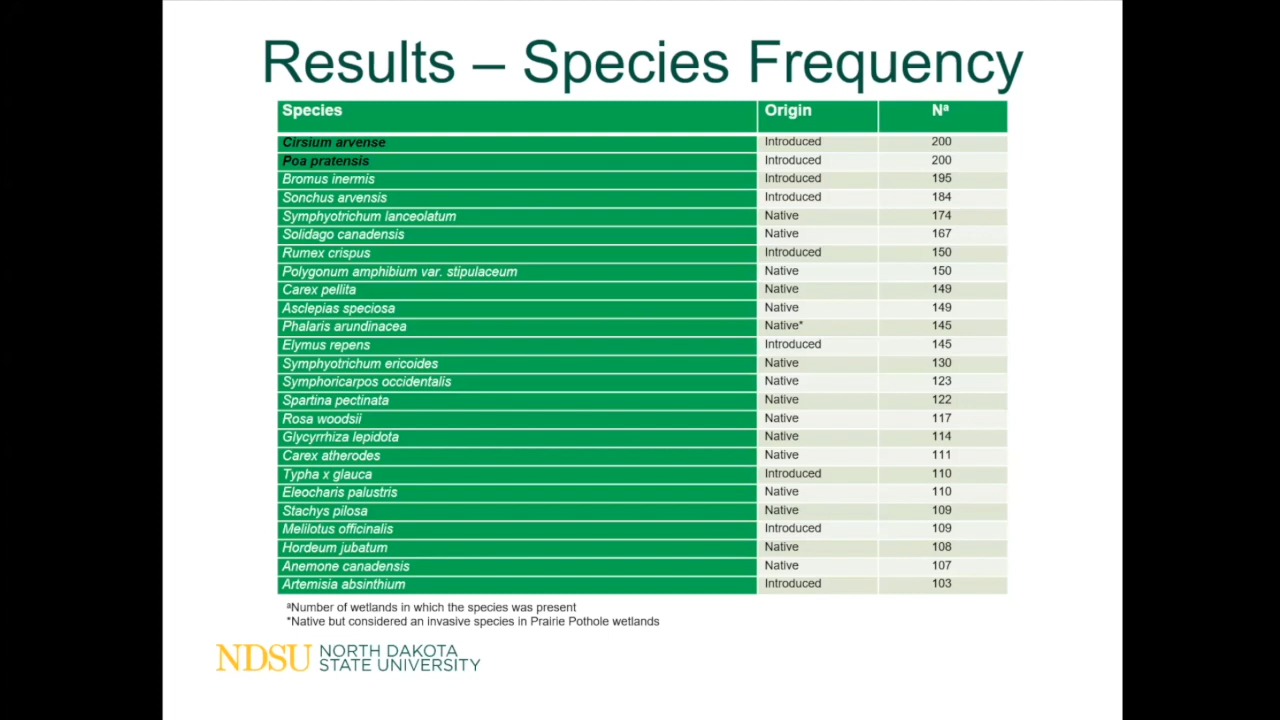 Results – Species Frequency
Species Origin Nª
Cirsium arvense Introduced 200
Poa pratensis Introduced 200
Bromus inermis Introduced 195
Sonchus arvensis Introduced 184
Symphyotrichum lanceolatum Native 174
Solidago canadensis Native 167
Rumex crispus Introduced 150
Polygonum amphibium var. stipulaceum Native 150
Carex pellita Native 149
Asclepias speciosa Native 149
Phalaris arundinacea Native* 145
Elymus repens Introduced 145
Symphyotrichum ericoides Native 130
Symphoricarpos occidentalis Native 123
Spartina pectinata Native 122
Rosa woodsii Native 117
Glycyrrhiza lepidota Native 114
Carex atherodes Native 111
Typha x glauca Introduced 110
Eleocharis palustris Native 110
Stachys pilosa Native 109
Melilotus officinalis Introduced 109
Hordeum jubatum Native 108
Anemone canadensis Native 107
Artemisia absinthium Introduced 103
ªNumber of wetlands in which the species was present
*Native but considered an invasive species in Prairie Pothole wetlands
NDSU NORTH DAKOTA
STATE UNIVERSITY